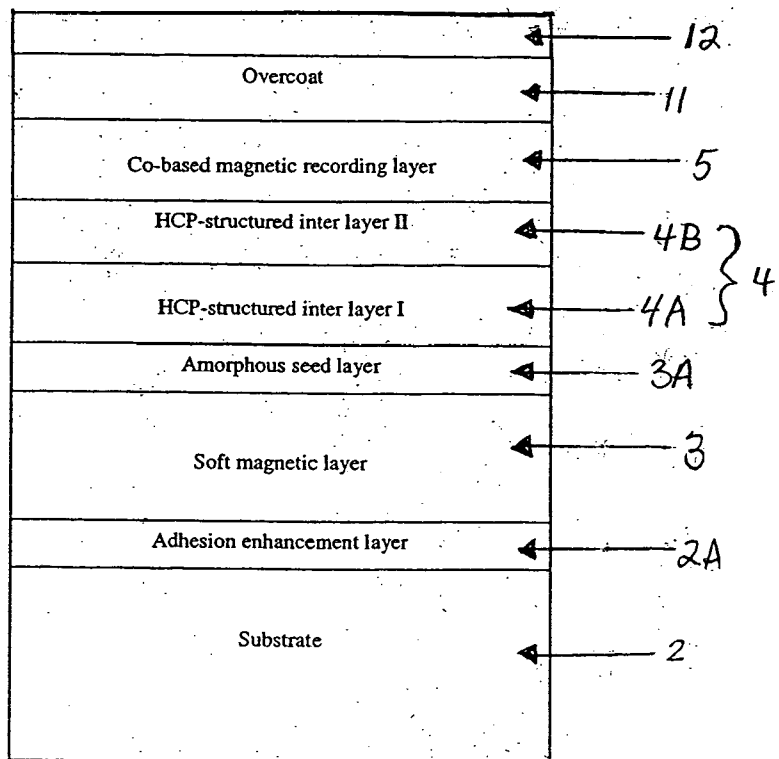 12
Overcoat
11
Co-based magnetic recording layer
5
HCP-structured inter layer II
4B
4
HCP-structured inter layer I
4A
Amorphous seed layer
3A
Soft magnetic layer
3
Adhesion enhancement layer
2A
Substrate
2